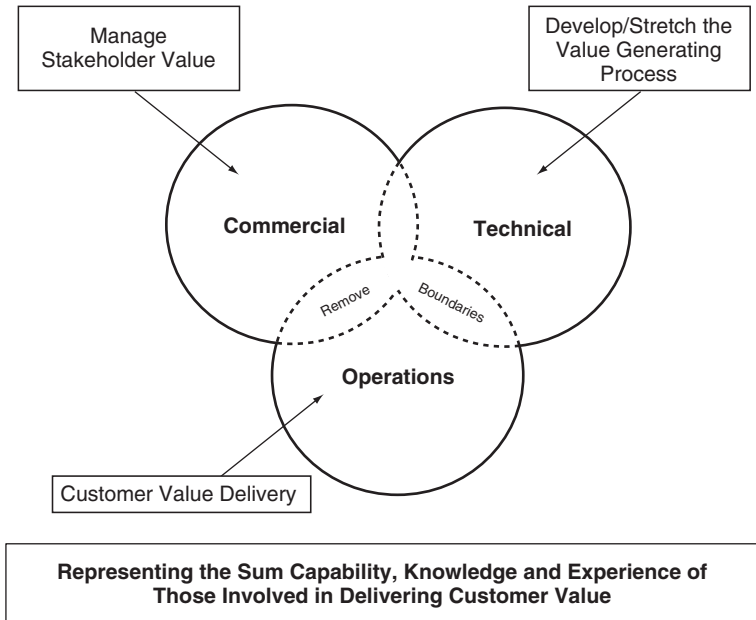 Manage
Stakeholder Value
Develop/Stretch the
Value Generating
Process
Commercial
Technical
Remove
Boundaries
Operations
Customer Value Delivery
Representing the Sum Capability, Knowledge and Experience of
Those Involved in Delivering Customer Value